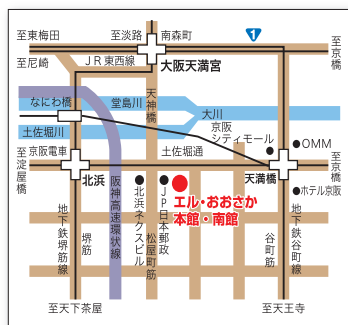 至東梅田
至淡路
南森町
1
至京橋
至尼崎
JR東西線
大阪天満宮
なにわ橋
堂島川
天神橋
大川
土佐堀川
京阪シティモール
OMM
至淀屋橋
京阪電車
北浜
土佐堀通
天満橋
至京橋
ホテル京阪
エル・おおさか
本館・南館
地下鉄堺筋線
堺筋
阪神高速環状線
北浜ネクスビル
松屋町筋
JP日本郵政
谷町筋
地下鉄谷町線
至天下茶屋
至天王寺